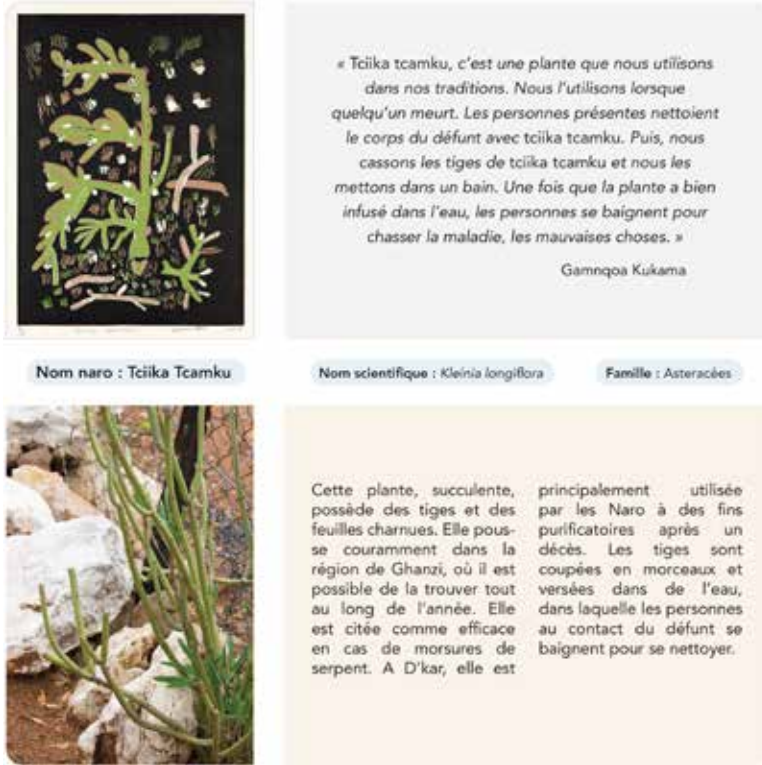 « Tciika tcamku, c'est une plante que nous utilisons
dans nos traditions. Nous l'utilisons lorsque
quelqu'un meurt. Les personnes présentes nettoient
le corps du défunt avec tciika tcamku. Puis, nous
cassons les tiges de tciika tcamku et nous les
mettons dans un bain. Une fois que la plante a bien
infusé dans l'eau, les personnes se baignent pour
chasser la maladie, les mauvaises choses. »
Gamnqoa Kukama
Nom naro : Tciika Tcamku
Nom scientifique : Kleinia longiflora
Famille : Asteracées
Cette plante, succulente,
possède des tiges et des
feuilles charnues. Elle pous-
se couramment dans la
région de Ghanzi, où il est
possible de la trouver tout
au long de l'année. Elle
est citée comme efficace
en cas de morsures de
serpent. A D'kar, elle est
principalement utilisée
par les Naro à des fins
purificatoires après un
décès. Les tiges sont
coupées en morceaux et
versées dans de l'eau,
dans laquelle les personnes
au contact du défunt se
baignent pour se nettoyer.